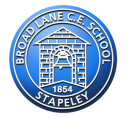 BROAD LANE C.E. SCHOOL
1854
STAPELEY